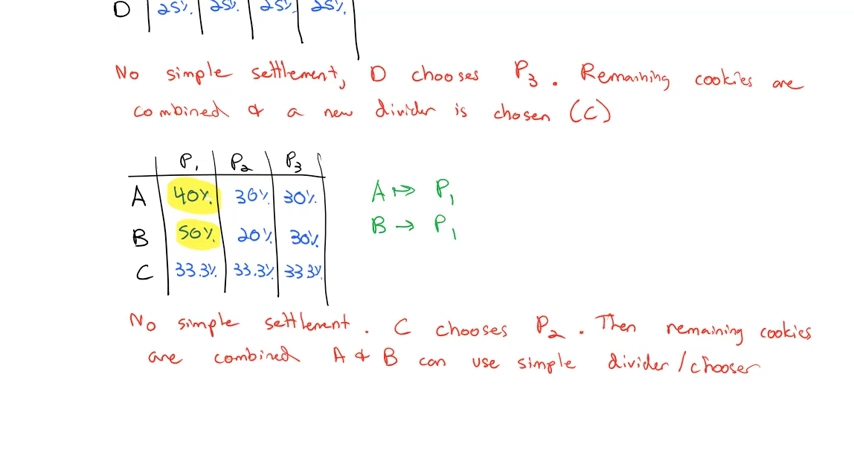 D 25% 25% 25% 25%
No simple settlement, D chooses P3. Remaining cookies are
combined & a new divider is chosen (C)
P1 P2 P3
A 40% 30% 30%
B 50% 20% 30%
C 33.3% 33.3% 33.3%
A → P1
B → P1
No simple settlement. C chooses P2. Then remaining cookies
are combined A & B can use simple divider/chooser